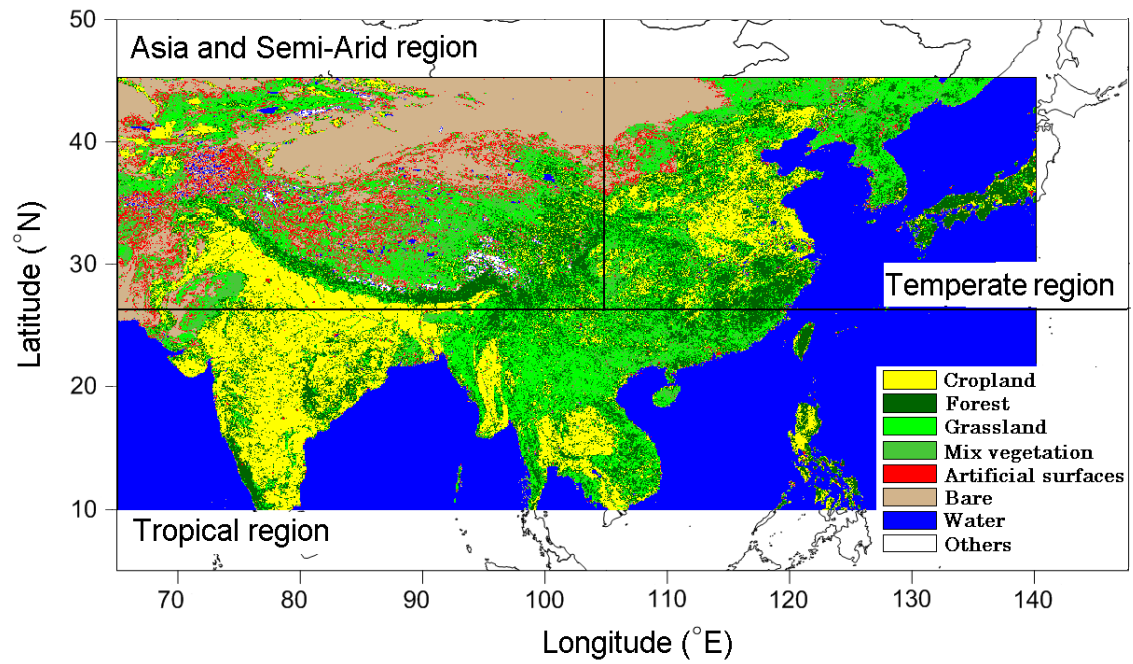 Asia and Semi-Arid region
Temperate region
Tropical region
Cropland
Forest
Grassland
Mix vegetation
Artificial surfaces
Bare
Water
Others
50
40
30
20
10
Latitude (°N)
70 80 90 100 110 120 130 140
Longitude (°E)